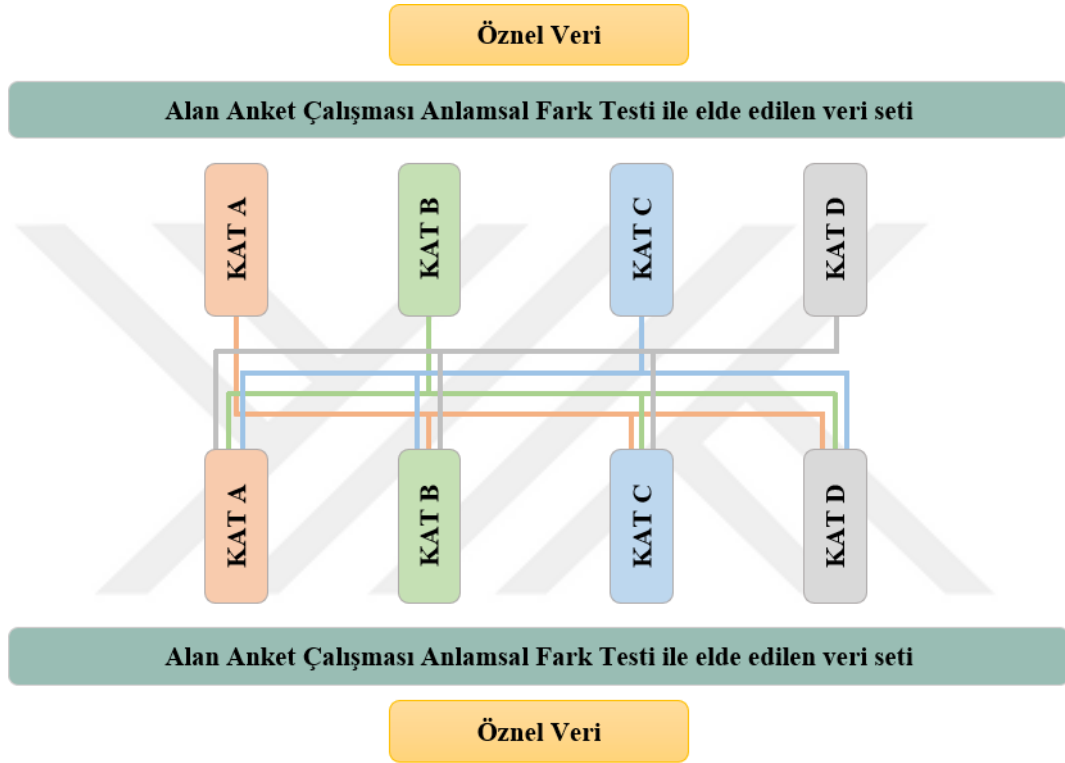 Öznel Veri
Alan Anket Çalışması Anlamsal Fark Testi ile elde edilen veri seti
KAT A
KAT B
KAT C
KAT D
KAT A
KAT B
KAT C
KAT D
Alan Anket Çalışması Anlamsal Fark Testi ile elde edilen veri seti
Öznel Veri